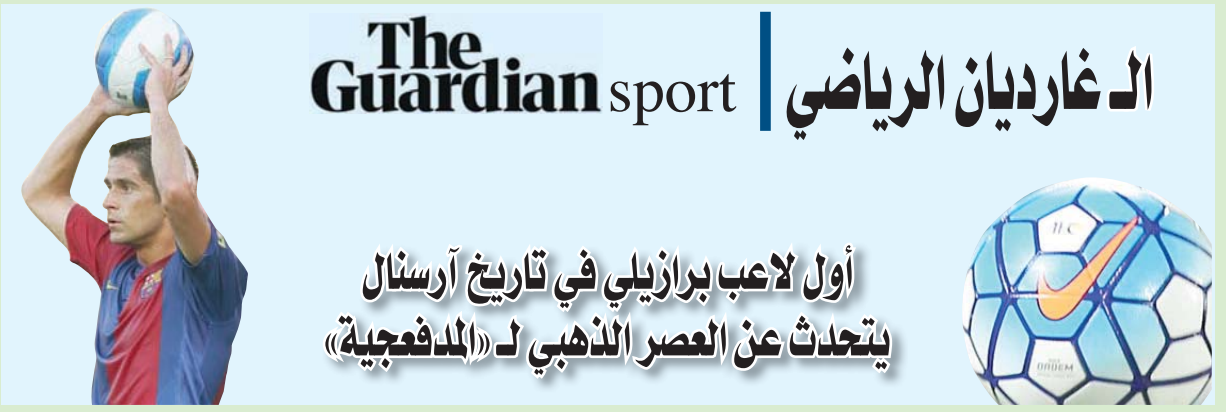 The
Guardian sport
الـ غارديان الرياضي
أول لاعب برازيلي في تاريخ آرسنال
يتحدث عن العصر الذهبي لـ «المدفعجية»